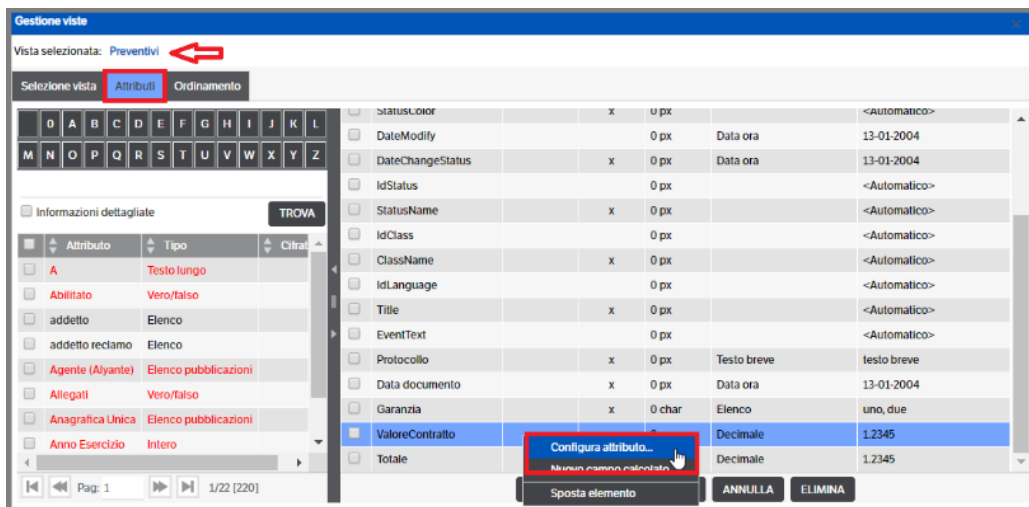 Gestione viste
Vista selezionata: Preventivi
Selezione vista Attributi Ordinamento
0 A B C D E F G H I J K L
M N O P Q R S T U V W X Y Z
Informazioni dettagliate TROVA
Attributo Tipo Cifrat
A Testo lungo
Abilitato Vero/falso
addetto Elenco
addetto reclamo Elenco
Agente (Alyante) Elenco pubblicazioni
Allegati Vero/falso
Anagrafica Unica Elenco pubblicazioni
Anno Esercizio Intero
Pag: 1 1/22 [220]
StatusColor x 0 px <Automatico>
DateModify 0 px Data ora 13-01-2004
DateChangeStatus x 0 px Data ora 13-01-2004
IdStatus 0 px <Automatico>
StatusName x 0 px <Automatico>
IdClass 0 px <Automatico>
ClassName x 0 px <Automatico>
IdLanguage 0 px <Automatico>
Title x 0 px <Automatico>
EventText 0 px <Automatico>
Protocollo x 0 px Testo breve testo breve
Data documento x 0 px Data ora 13-01-2004
Garanzia x 0 char Elenco uno, due
ValoreContratto Decimale 1.2345
Totale Decimale 1.2345
Configura attributo...
Nuovo campo calcolato
Sposta elemento
ANNULLA ELIMINA